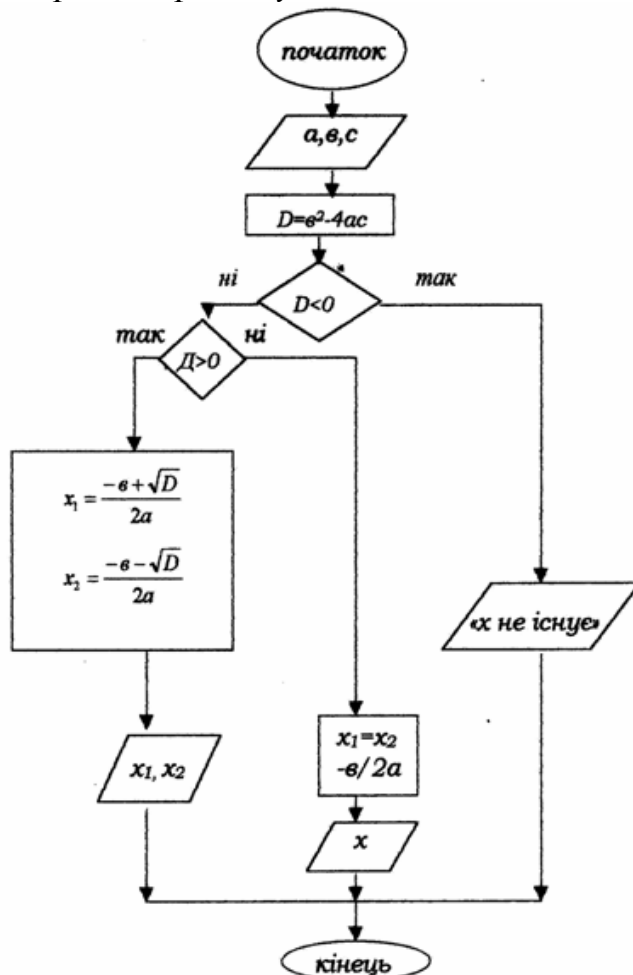 початок
а,в,с
D=в²-4ас
ні
так
D<0
так
ні
Д>0
x₁ = (-в + √D) / 2a
x₂ = (-в - √D) / 2a
«х не існує»
x₁=x₂
-в/2а
x₁, x₂
x
кінець